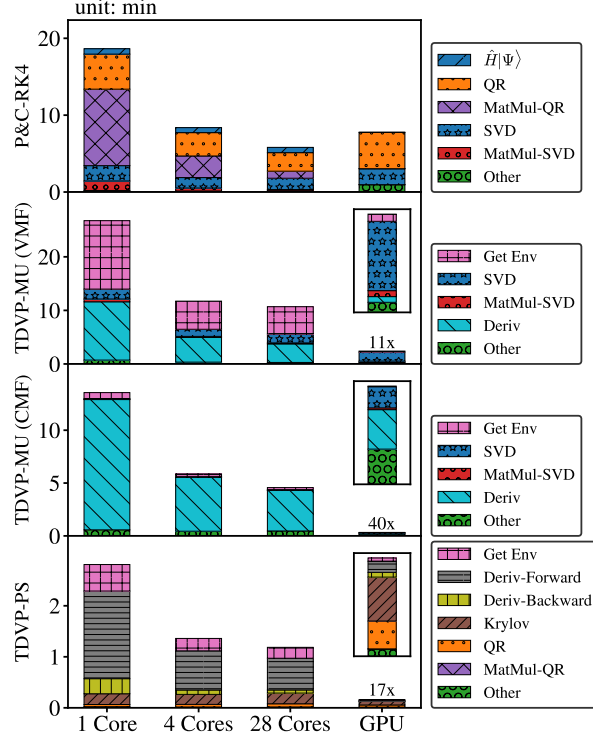 unit: min
P&C-RK4
20
10
0
Ĥ|Ψ⟩
QR
MatMul-QR
SVD
MatMul-SVD
Other
TDVP-MU (VMF)
20
10
0
11x
Get Env
SVD
MatMul-SVD
Deriv
Other
TDVP-MU (CMF)
10
5
0
40x
Get Env
SVD
MatMul-SVD
Deriv
Other
TDVP-PS
2
1
0
17x
Get Env
Deriv-Forward
Deriv-Backward
Krylov
QR
MatMul-QR
Other
1 Core 4 Cores 28 Cores GPU